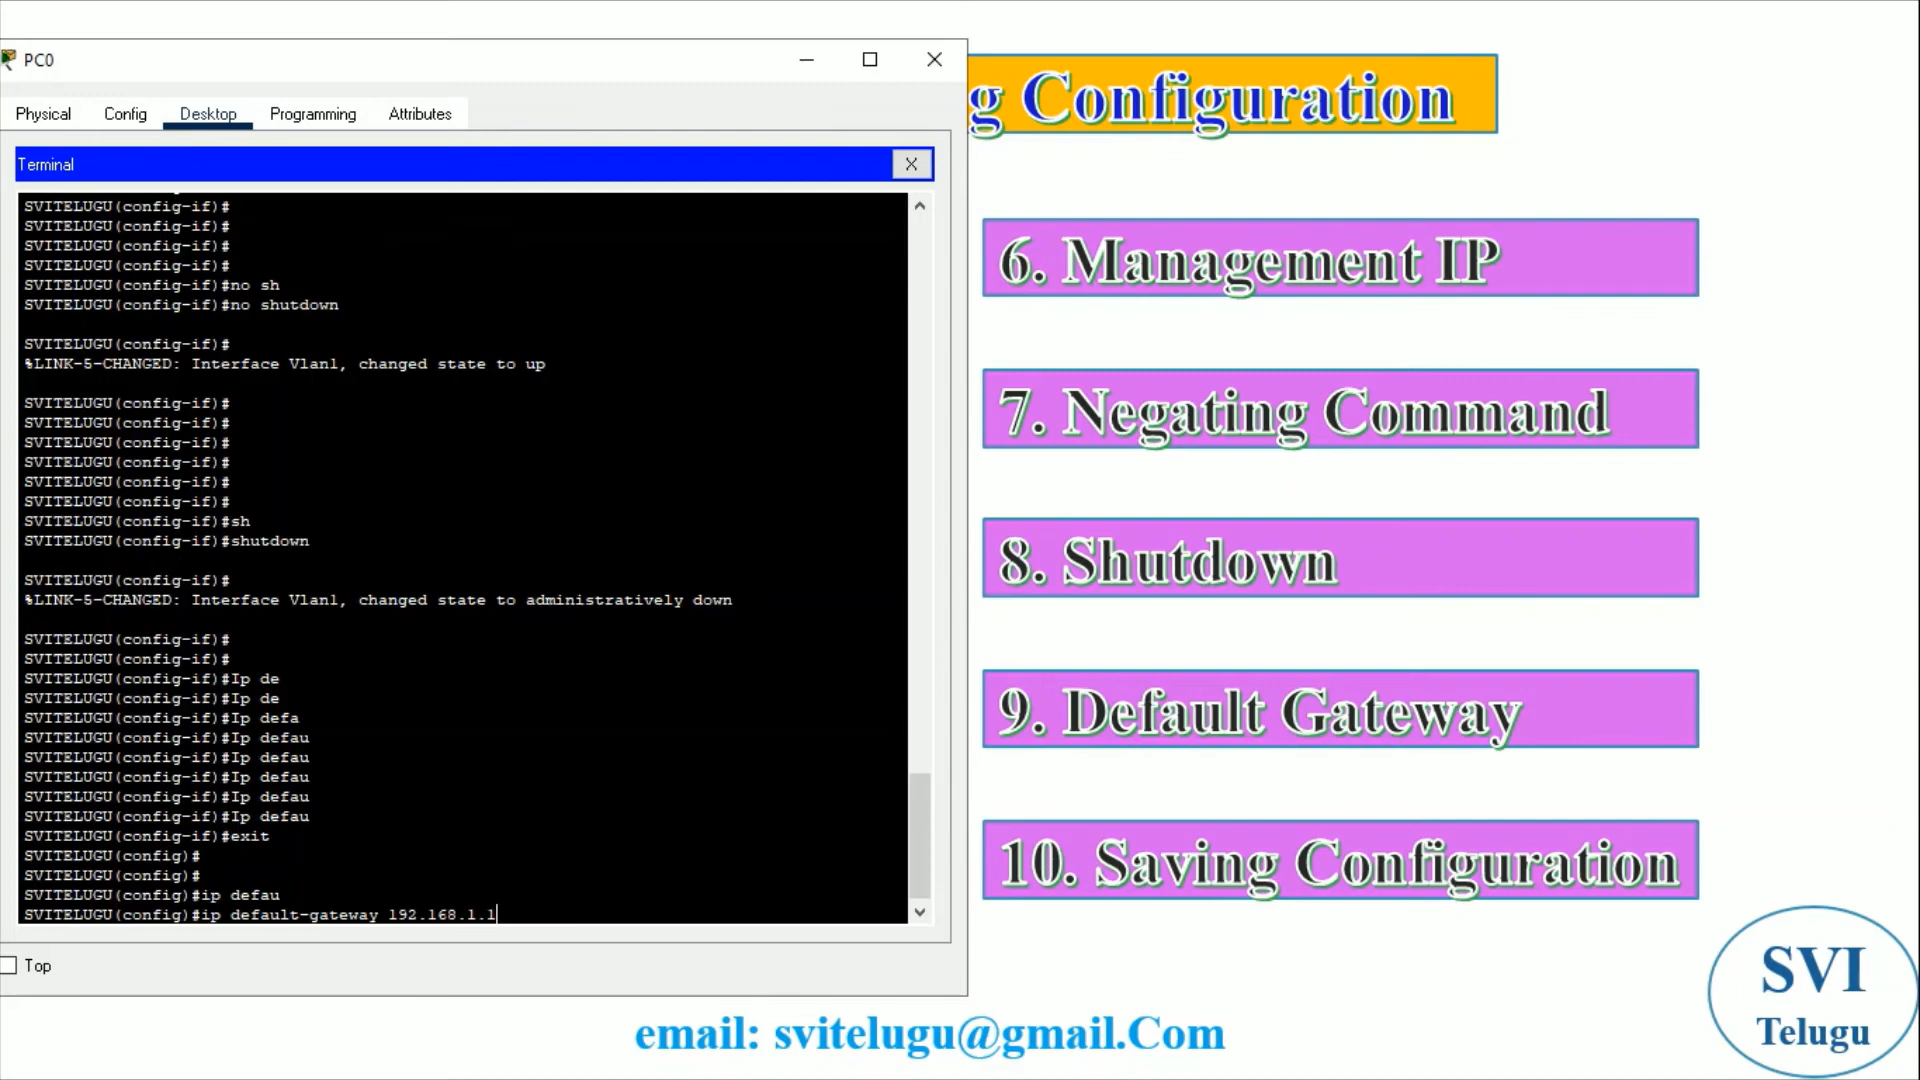 PC0
Physical Config Desktop Programming Attributes
Terminal X
SVITELUGU(config-if)#
SVITELUGU(config-if)#
SVITELUGU(config-if)#
SVITELUGU(config-if)#
SVITELUGU(config-if)#no sh
SVITELUGU(config-if)#no shutdown
SVITELUGU(config-if)#
%LINK-5-CHANGED: Interface Vlan1, changed state to up
SVITELUGU(config-if)#
SVITELUGU(config-if)#
SVITELUGU(config-if)#
SVITELUGU(config-if)#
SVITELUGU(config-if)#
SVITELUGU(config-if)#
SVITELUGU(config-if)#sh
SVITELUGU(config-if)#shutdown
SVITELUGU(config-if)#
%LINK-5-CHANGED: Interface Vlan1, changed state to administratively down
SVITELUGU(config-if)#
SVITELUGU(config-if)#
SVITELUGU(config-if)#Ip de
SVITELUGU(config-if)#Ip de
SVITELUGU(config-if)#Ip defa
SVITELUGU(config-if)#Ip defau
SVITELUGU(config-if)#Ip defau
SVITELUGU(config-if)#Ip defau
SVITELUGU(config-if)#Ip defau
SVITELUGU(config-if)#Ip defau
SVITELUGU(config-if)#exit
SVITELUGU(config)#
SVITELUGU(config)#
SVITELUGU(config)#ip defau
SVITELUGU(config)#ip default-gateway 192.168.1.1
Top
g Configuration
6. Management IP
7. Negating Command
8. Shutdown
9. Default Gateway
10. Saving Configuration
email: svitelugu@gmail.Com
SVI
Telugu